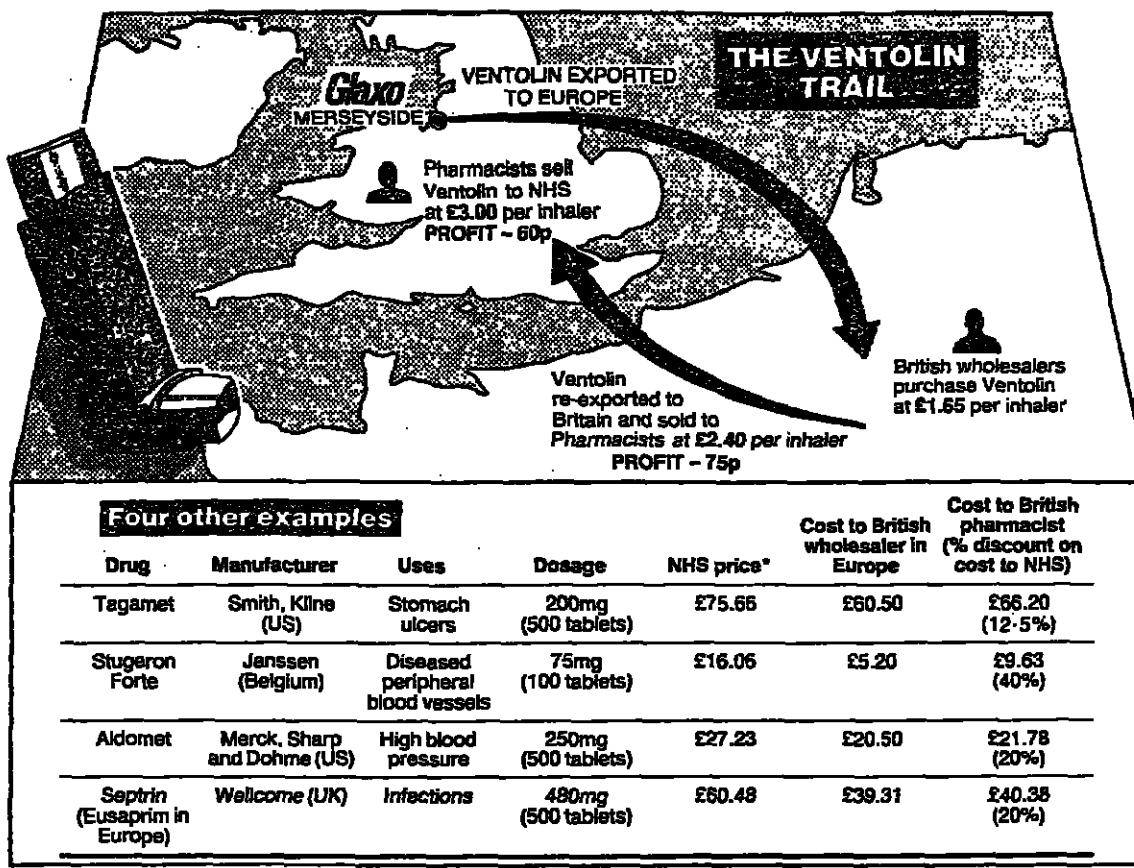 THE VENTOLIN
TRAIL
Glaxo
MERSEYSIDE
VENTOLIN EXPORTED
TO EUROPE
Pharmacists sell
Ventolin to NHS
at £3.00 per inhaler
PROFIT – 60p
British wholesalers
purchase Ventolin
at £1.65 per inhaler
Ventolin
re-exported to
Britain and sold to
Pharmacists at £2.40 per inhaler
PROFIT – 75p
Four other examples
Drug Manufacturer Uses Dosage NHS price* Cost to British wholesaler in Europe Cost to British pharmacist (% discount on cost to NHS)
Tagamet Smith, Kline (US) Stomach ulcers 200mg (500 tablets) £75.66 £60.50 £66.20 (12·5%)
Stugeron Forte Janssen (Belgium) Diseased peripheral blood vessels 75mg (100 tablets) £16.06 £5.20 £9.63 (40%)
Aldomet Merck, Sharp and Dohme (US) High blood pressure 250mg (500 tablets) £27.23 £20.50 £21.78 (20%)
Septrin (Eusaprim in Europe) Wellcome (UK) Infections 480mg (500 tablets) £60.48 £39.31 £40.38 (20%)